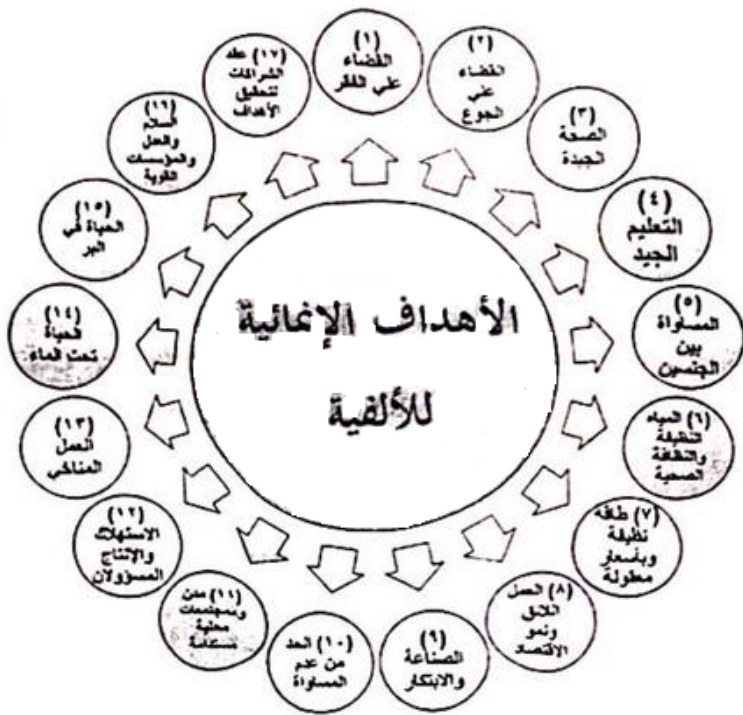 الأهداف الإنمائية
للألفية
(١)
القضاء
على الفقر
(٢)
القضاء
على
الجوع
(٣)
الصحة
الجيدة
(٤)
التعليم
الجيد
(٥)
المساواة
بين
الجنسين
(٦) المياه
النظيفة
والنظافة
الصحية
(٧) طاقة
نظيفة
وبأسعار
معقولة
(٨) العمل
اللائق
ونمو
الاقتصاد
(٩)
الصناعة
والابتكار
(١٠) الحد
من عدم
المساواة
(١١) مدن
ومجتمعات
محلية
مستدامة
(١٢)
الاستهلاك
والإنتاج
المسؤولان
(١٣)
العمل
المناخي
(١٤)
الحياة
تحت الماء
(١٥)
الحياة في
البر
(١٦)
السلام
والعدل
والمؤسسات
القوية
(١٧) عقد
الشراكات
لتحقيق
الأهداف